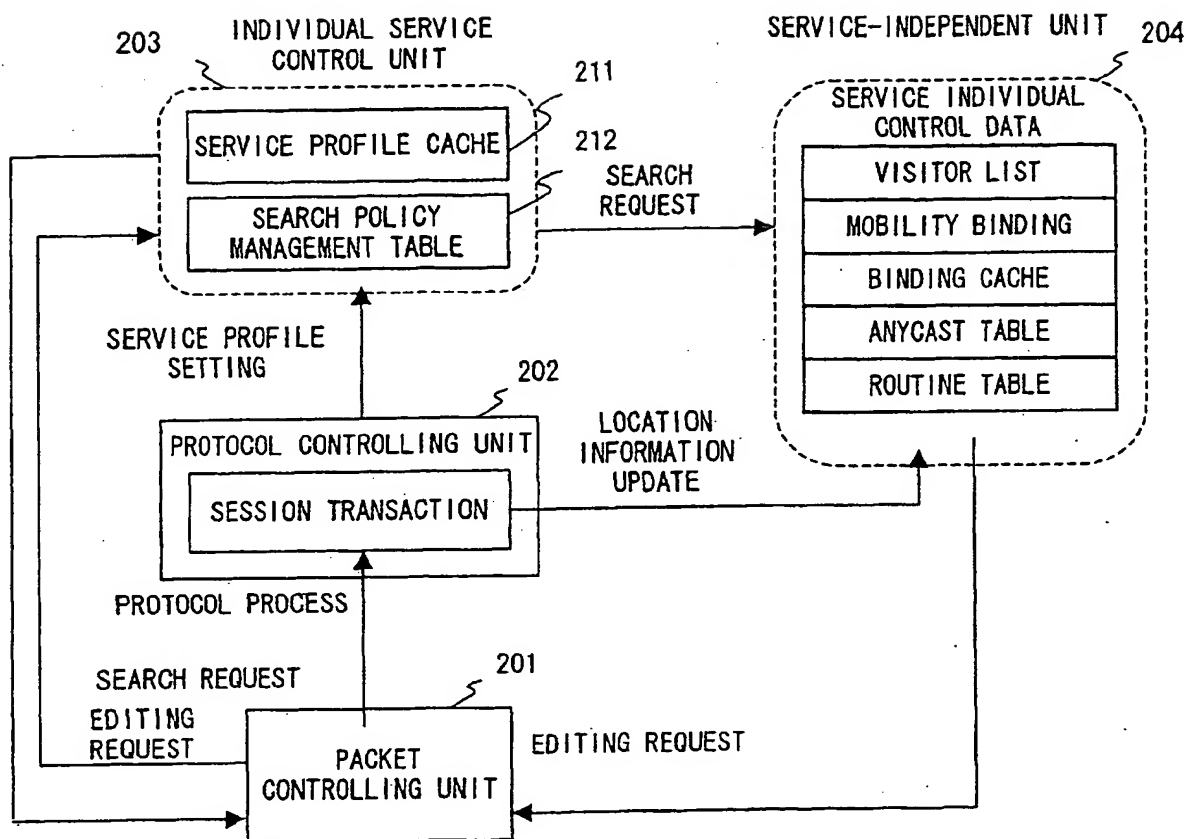 INDIVIDUAL SERVICE
CONTROL UNIT
203
211
SERVICE PROFILE CACHE
212
SEARCH POLICY
MANAGEMENT TABLE
SEARCH
REQUEST
SERVICE-INDEPENDENT UNIT
204
SERVICE INDIVIDUAL
CONTROL DATA
VISITOR LIST
MOBILITY BINDING
BINDING CACHE
ANYCAST TABLE
ROUTINE TABLE
SERVICE PROFILE
SETTING
202
PROTOCOL CONTROLLING UNIT
SESSION TRANSACTION
LOCATION
INFORMATION
UPDATE
PROTOCOL PROCESS
SEARCH REQUEST
EDITING
REQUEST
201
PACKET
CONTROLLING UNIT
EDITING REQUEST